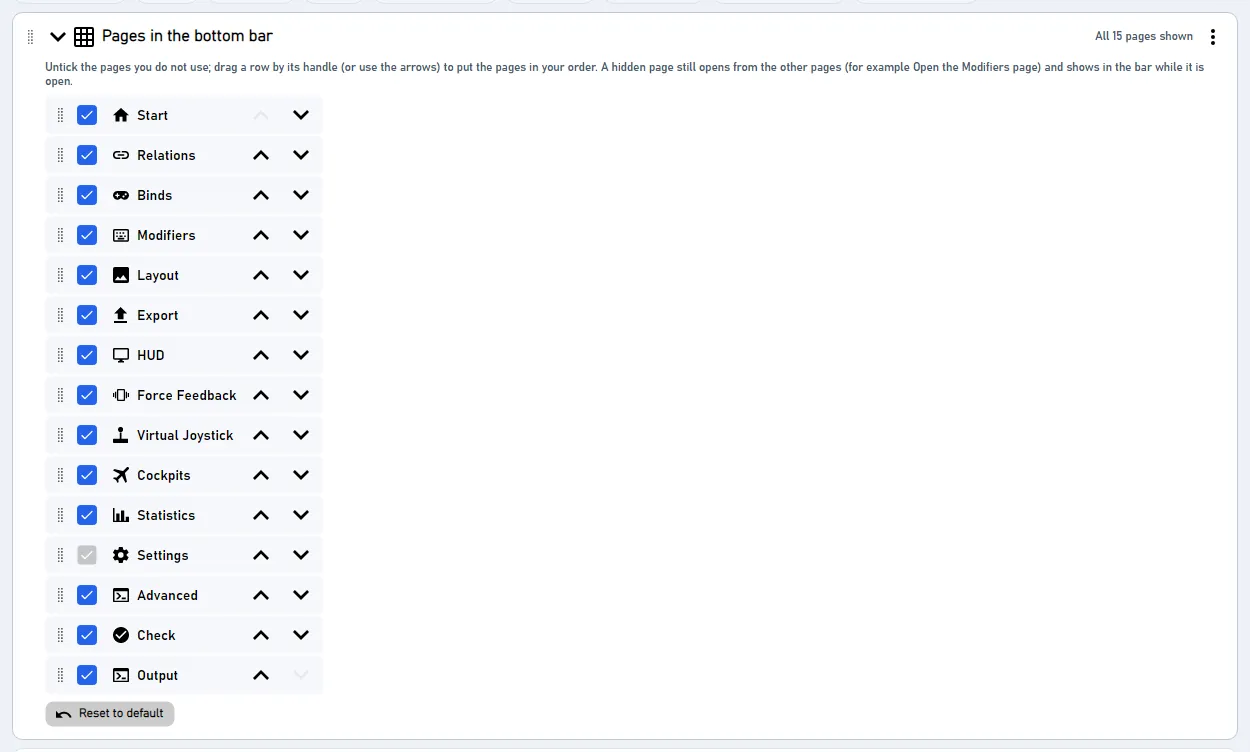 Pages in the bottom bar
All 15 pages shown
Untick the pages you do not use; drag a row by its handle (or use the arrows) to put the pages in your order. A hidden page still opens from the other pages (for example Open the Modifiers page) and shows in the bar while it is
open.
Start
Relations
Binds
Modifiers
Layout
Export
HUD
Force Feedback
Virtual Joystick
Cockpits
Statistics
Settings
Advanced
Check
Output
Reset to default